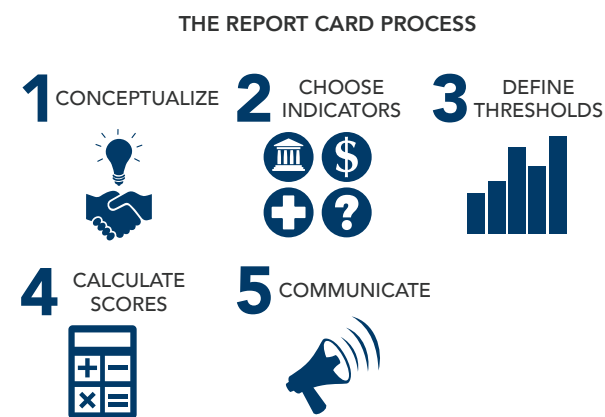 THE REPORT CARD PROCESS
1 CONCEPTUALIZE
2 CHOOSE
INDICATORS
3 DEFINE
THRESHOLDS
$
?
4 CALCULATE
SCORES
5 COMMUNICATE
+ −
× =